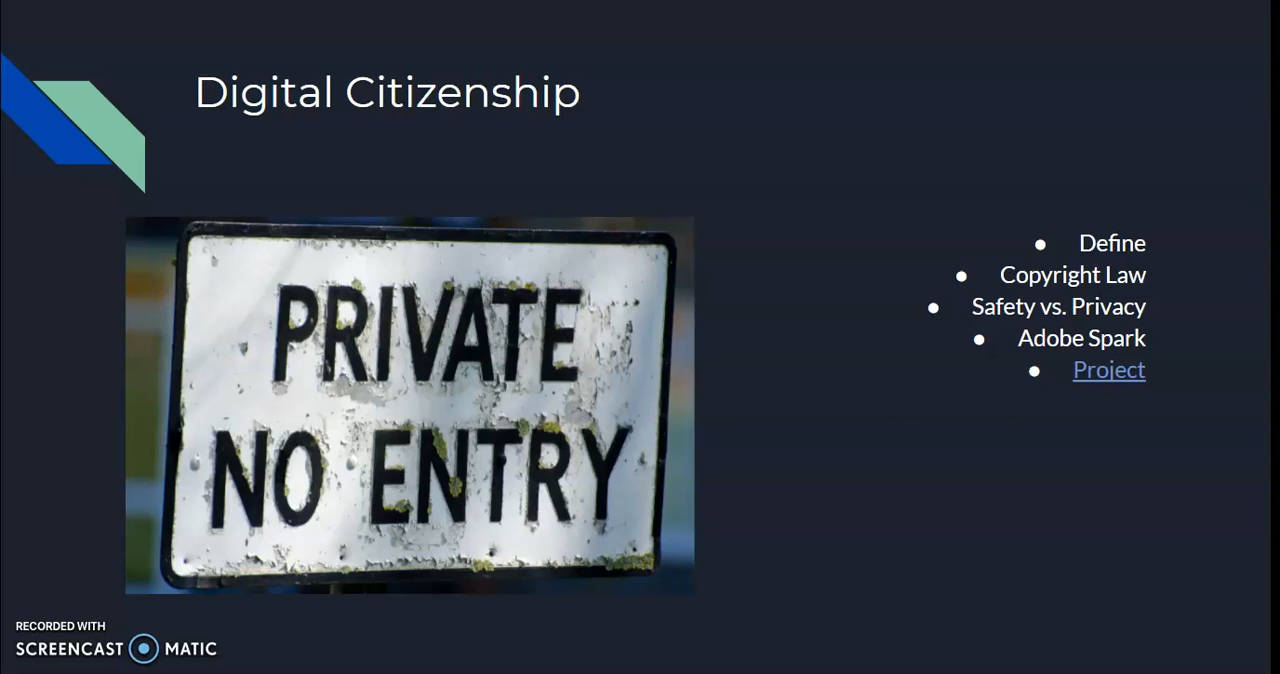 Digital Citizenship
PRIVATE
NO ENTRY
● Define
● Copyright Law
● Safety vs. Privacy
● Adobe Spark
● Project
RECORDED WITH
SCREENCAST MATIC